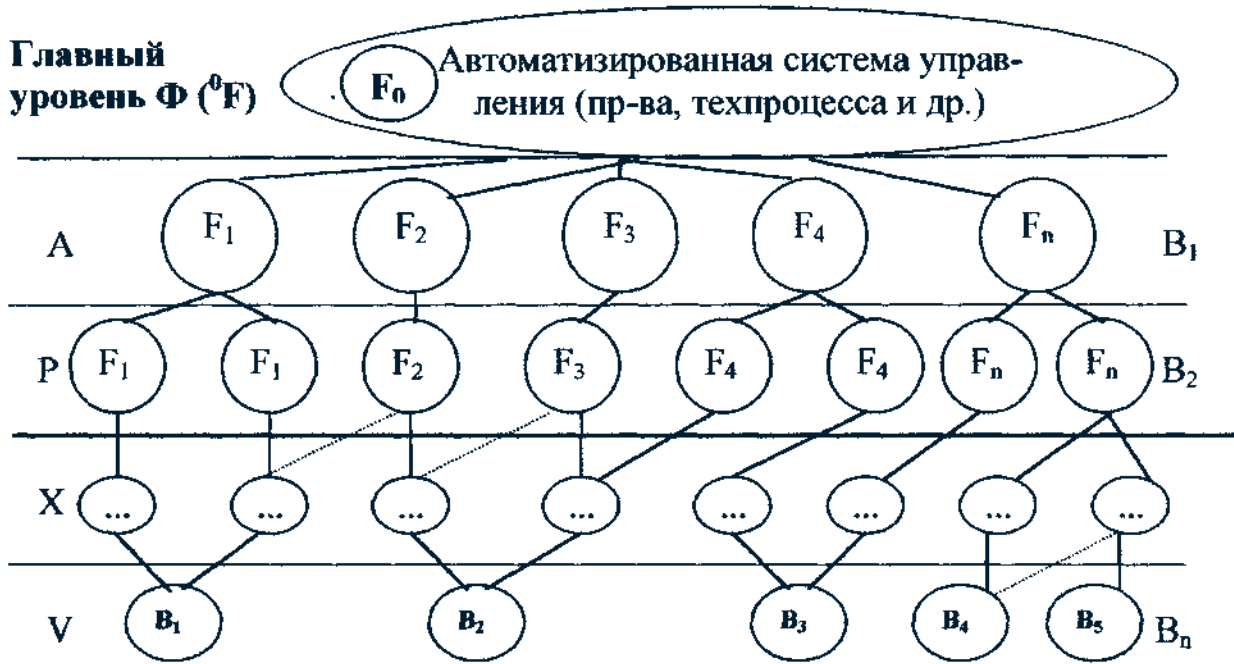 Главный
уровень Ф (⁰F)
F₀ Автоматизированная система управ-
ления (пр-ва, техпроцесса и др.)
A F₁ F₂ F₃ F₄ Fₙ B₁
P F₁ F₁ F₂ F₃ F₄ F₄ Fₙ Fₙ B₂
X ... ... ... ... ... ... ... ...
V B₁ B₂ B₃ B₄ B₅ Bₙ